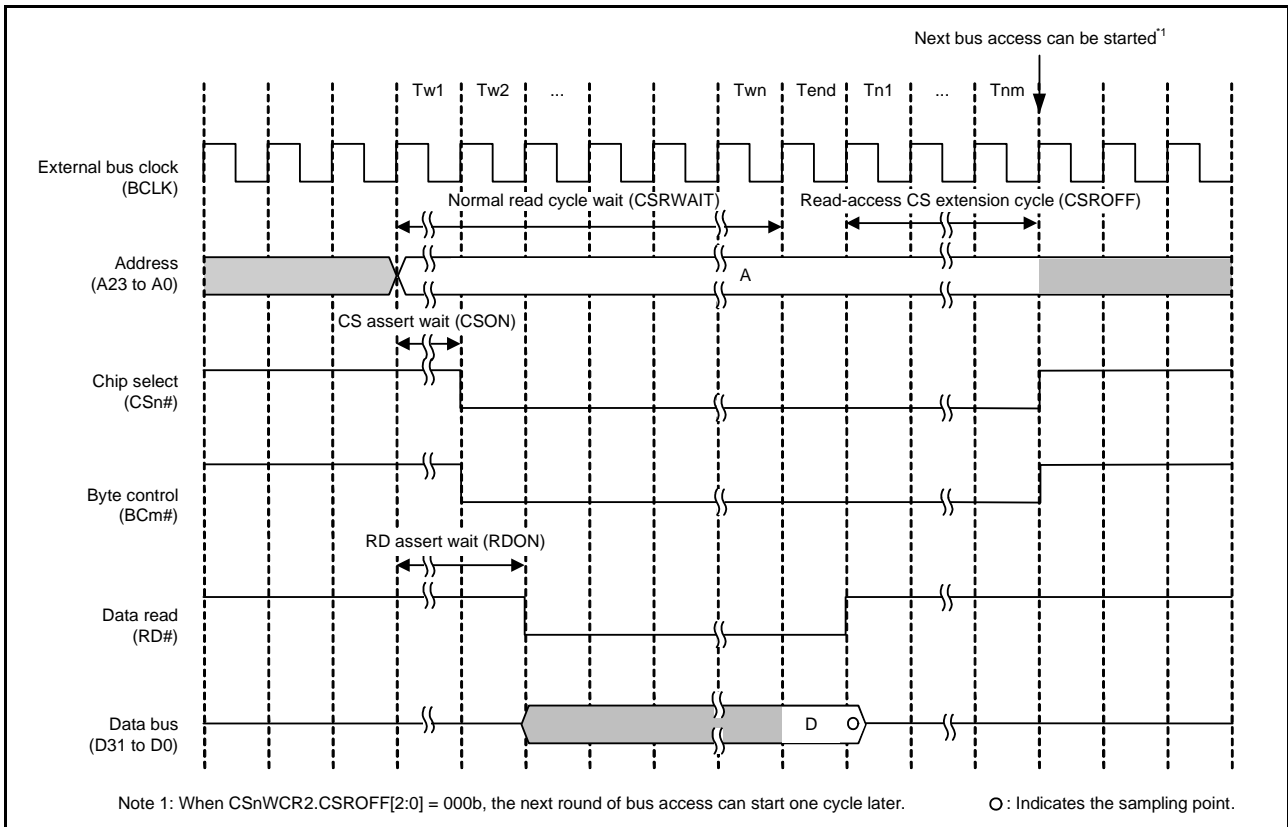 Next bus access can be started*1
Tw1 Tw2 ... Twn Tend Tn1 ... Tnm
External bus clock
(BCLK)
Normal read cycle wait (CSRWAIT)
Read-access CS extension cycle (CSROFF)
Address
(A23 to A0)
A
CS assert wait (CSON)
Chip select
(CSn#)
Byte control
(BCm#)
RD assert wait (RDON)
Data read
(RD#)
Data bus
(D31 to D0)
D
Note 1: When CSnWCR2.CSROFF[2:0] = 000b, the next round of bus access can start one cycle later.
: Indicates the sampling point.